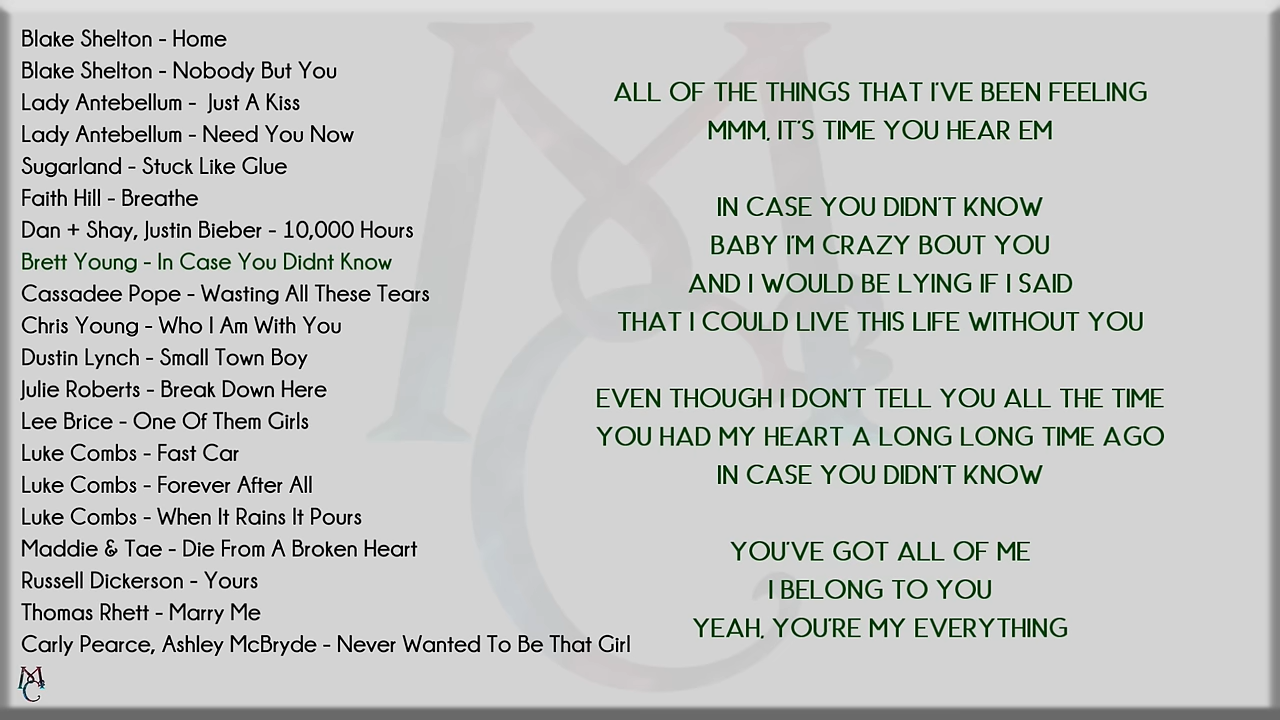 Blake Shelton - Home
Blake Shelton - Nobody But You
Lady Antebellum -  Just A Kiss
Lady Antebellum - Need You Now
Sugarland - Stuck Like Glue
Faith Hill - Breathe
Dan + Shay, Justin Bieber - 10,000 Hours
Brett Young - In Case You Didnt Know
Cassadee Pope - Wasting All These Tears
Chris Young - Who I Am With You
Dustin Lynch - Small Town Boy
Julie Roberts - Break Down Here
Lee Brice - One Of Them Girls
Luke Combs - Fast Car
Luke Combs - Forever After All
Luke Combs - When It Rains It Pours
Maddie & Tae - Die From A Broken Heart
Russell Dickerson - Yours
Thomas Rhett - Marry Me
Carly Pearce, Ashley McBryde - Never Wanted To Be That Girl
ALL OF THE THINGS THAT I'VE BEEN FEELING
MMM, IT'S TIME YOU HEAR EM
IN CASE YOU DIDN'T KNOW
BABY I'M CRAZY BOUT YOU
AND I WOULD BE LYING IF I SAID
THAT I COULD LIVE THIS LIFE WITHOUT YOU
EVEN THOUGH I DON'T TELL YOU ALL THE TIME
YOU HAD MY HEART A LONG LONG TIME AGO
IN CASE YOU DIDN'T KNOW
YOU'VE GOT ALL OF ME
I BELONG TO YOU
YEAH, YOU'RE MY EVERYTHING